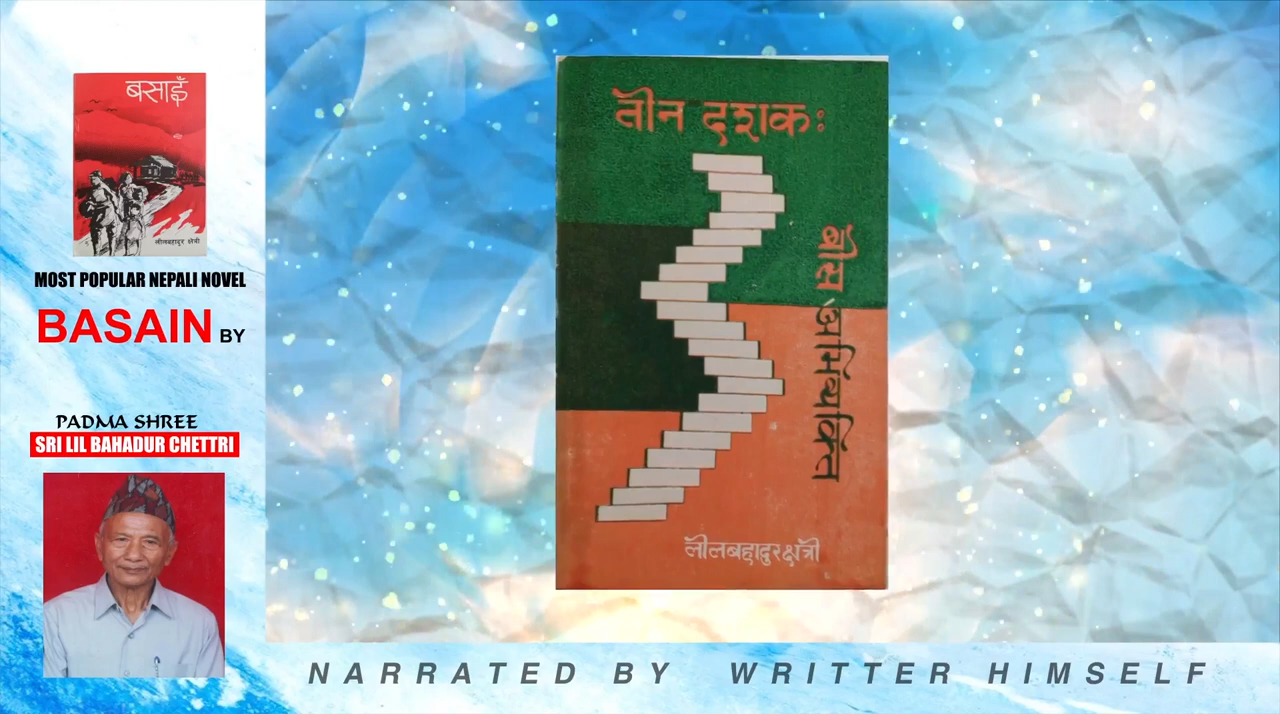 बसाइँ
लीलबहादुर क्षेत्री
MOST POPULAR NEPALI NOVEL
BASAIN BY
PADMA SHREE
SRI LIL BAHADUR CHETTRI
तीन दशक:
बीस अभिव्यक्ति
लीलबहादुर क्षत्री
NARRATED BY WRITTER HIMSELF